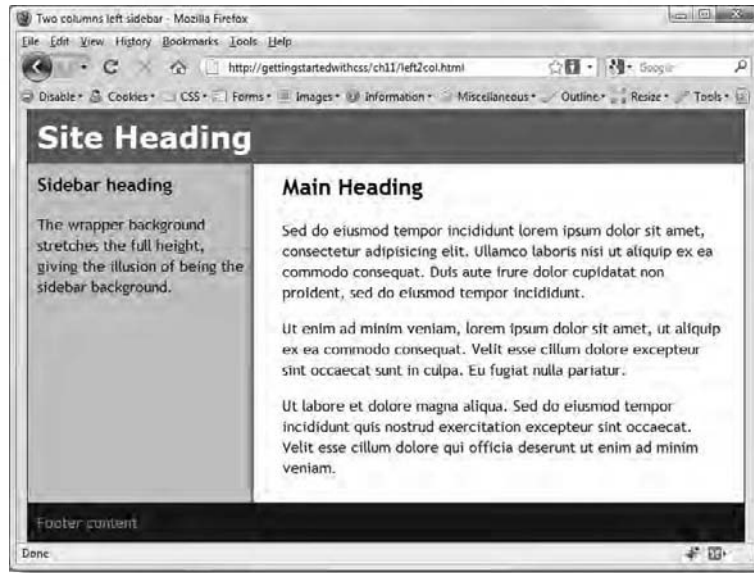 Two columns left sidebar - Mozilla Firefox
File Edit View History Bookmarks Tools Help
http://gettingstartedwithcss/ch11/left2col.html Google
Disable Cookies CSS Forms Images Information Miscellaneous Outline Resize Tools
Site Heading
Sidebar heading
The wrapper background
stretches the full height,
giving the illusion of being the
sidebar background.
Main Heading
Sed do eiusmod tempor incididunt lorem ipsum dolor sit amet,
consectetur adipisicing elit. Ullamco laboris nisi ut aliquip ex ea
commodo consequat. Duis aute irure dolor cupidatat non
proident, sed do eiusmod tempor incididunt.
Ut enim ad minim veniam, lorem ipsum dolor sit amet, ut aliquip
ex ea commodo consequat. Velit esse cillum dolore excepteur
sint occaecat sunt in culpa. Eu fugiat nulla pariatur.
Ut labore et dolore magna aliqua. Sed do eiusmod tempor
incididunt quis nostrud exercitation excepteur sint occaecat.
Velit esse cillum dolore qui officia deserunt ut enim ad minim
veniam.
Footer content
Done